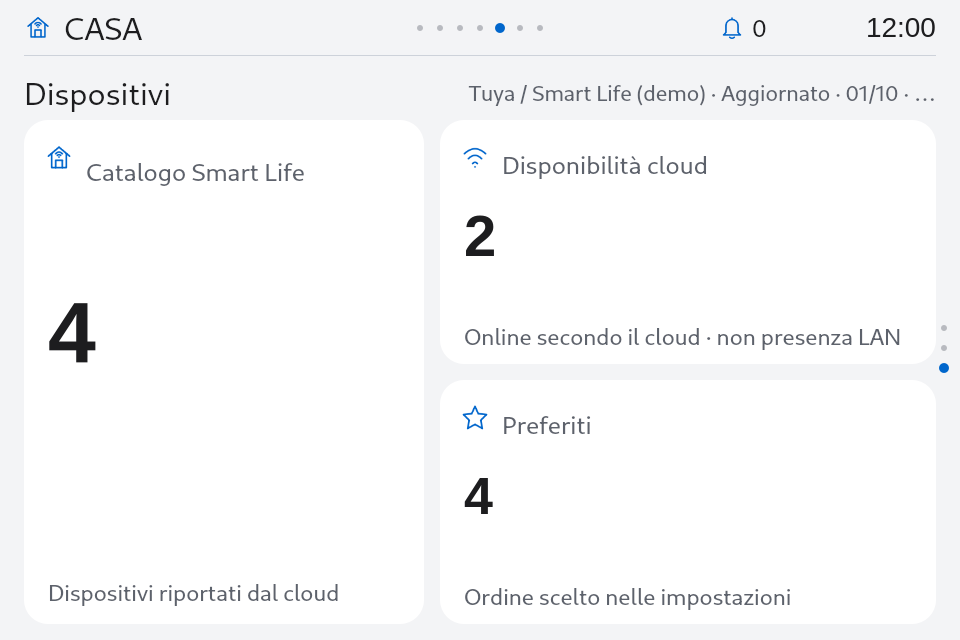 CASA
0
12:00
Dispositivi
Tuya / Smart Life (demo) · Aggiornato · 01/10 · …
Catalogo Smart Life
4
Dispositivi riportati dal cloud
Disponibilità cloud
2
Online secondo il cloud · non presenza LAN
Preferiti
4
Ordine scelto nelle impostazioni